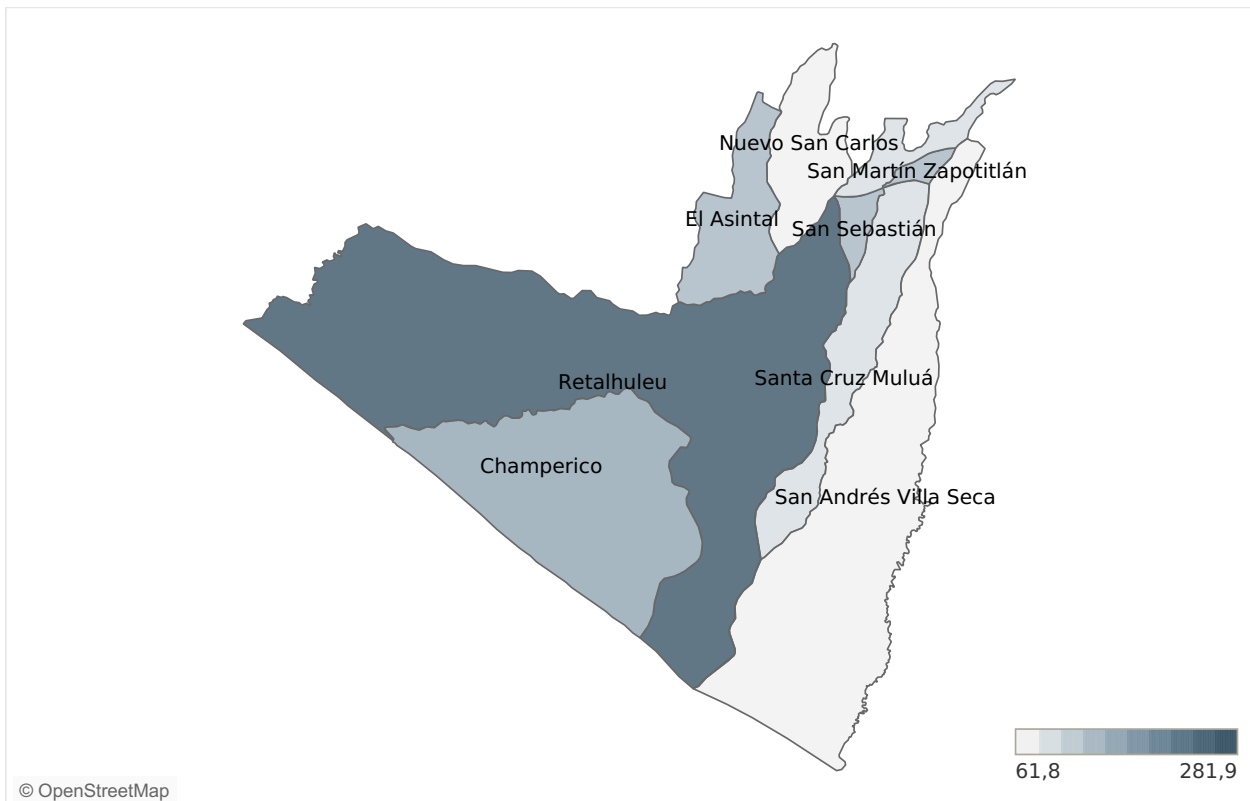 Nuevo San Carlos
San Martín Zapotitlán
El Asintal
San Sebastián
Retalhuleu
Santa Cruz Muluá
Champerico
San Andrés Villa Seca
61,8
281,9
© OpenStreetMap